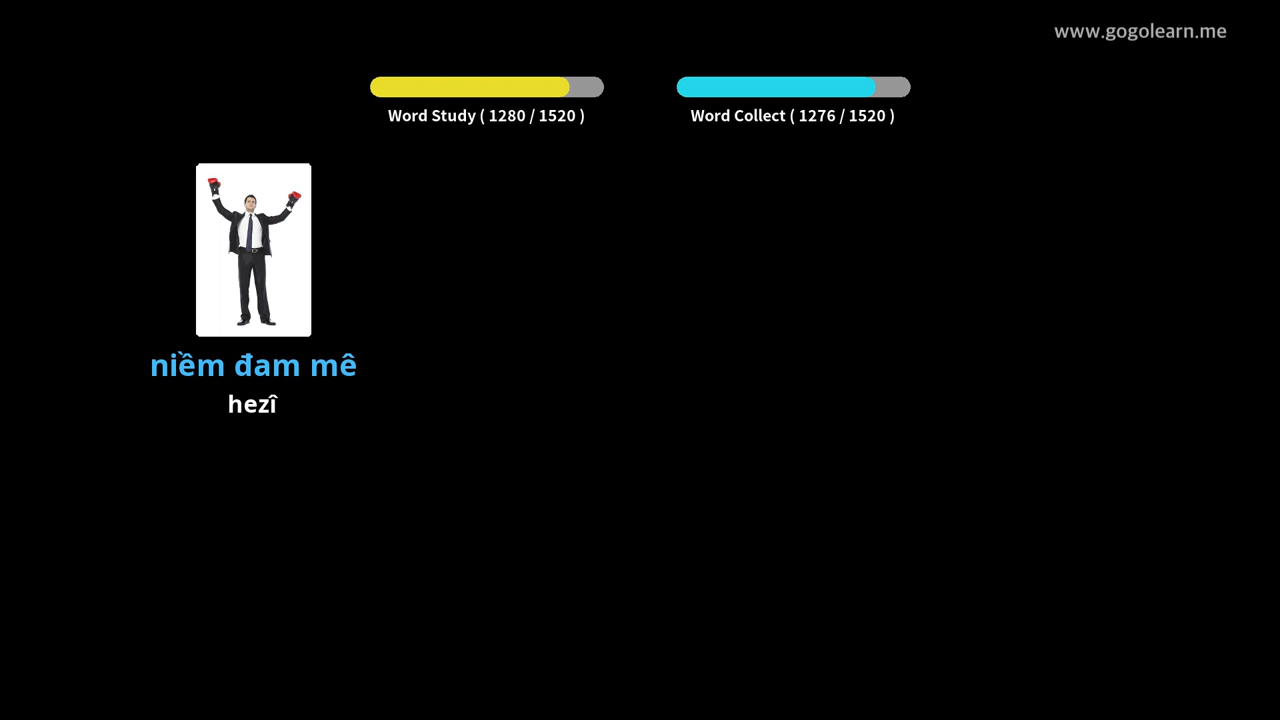 www.gogolearn.me
Word Study ( 1280 / 1520 )
Word Collect ( 1276 / 1520 )
niềm đam mê
hezî